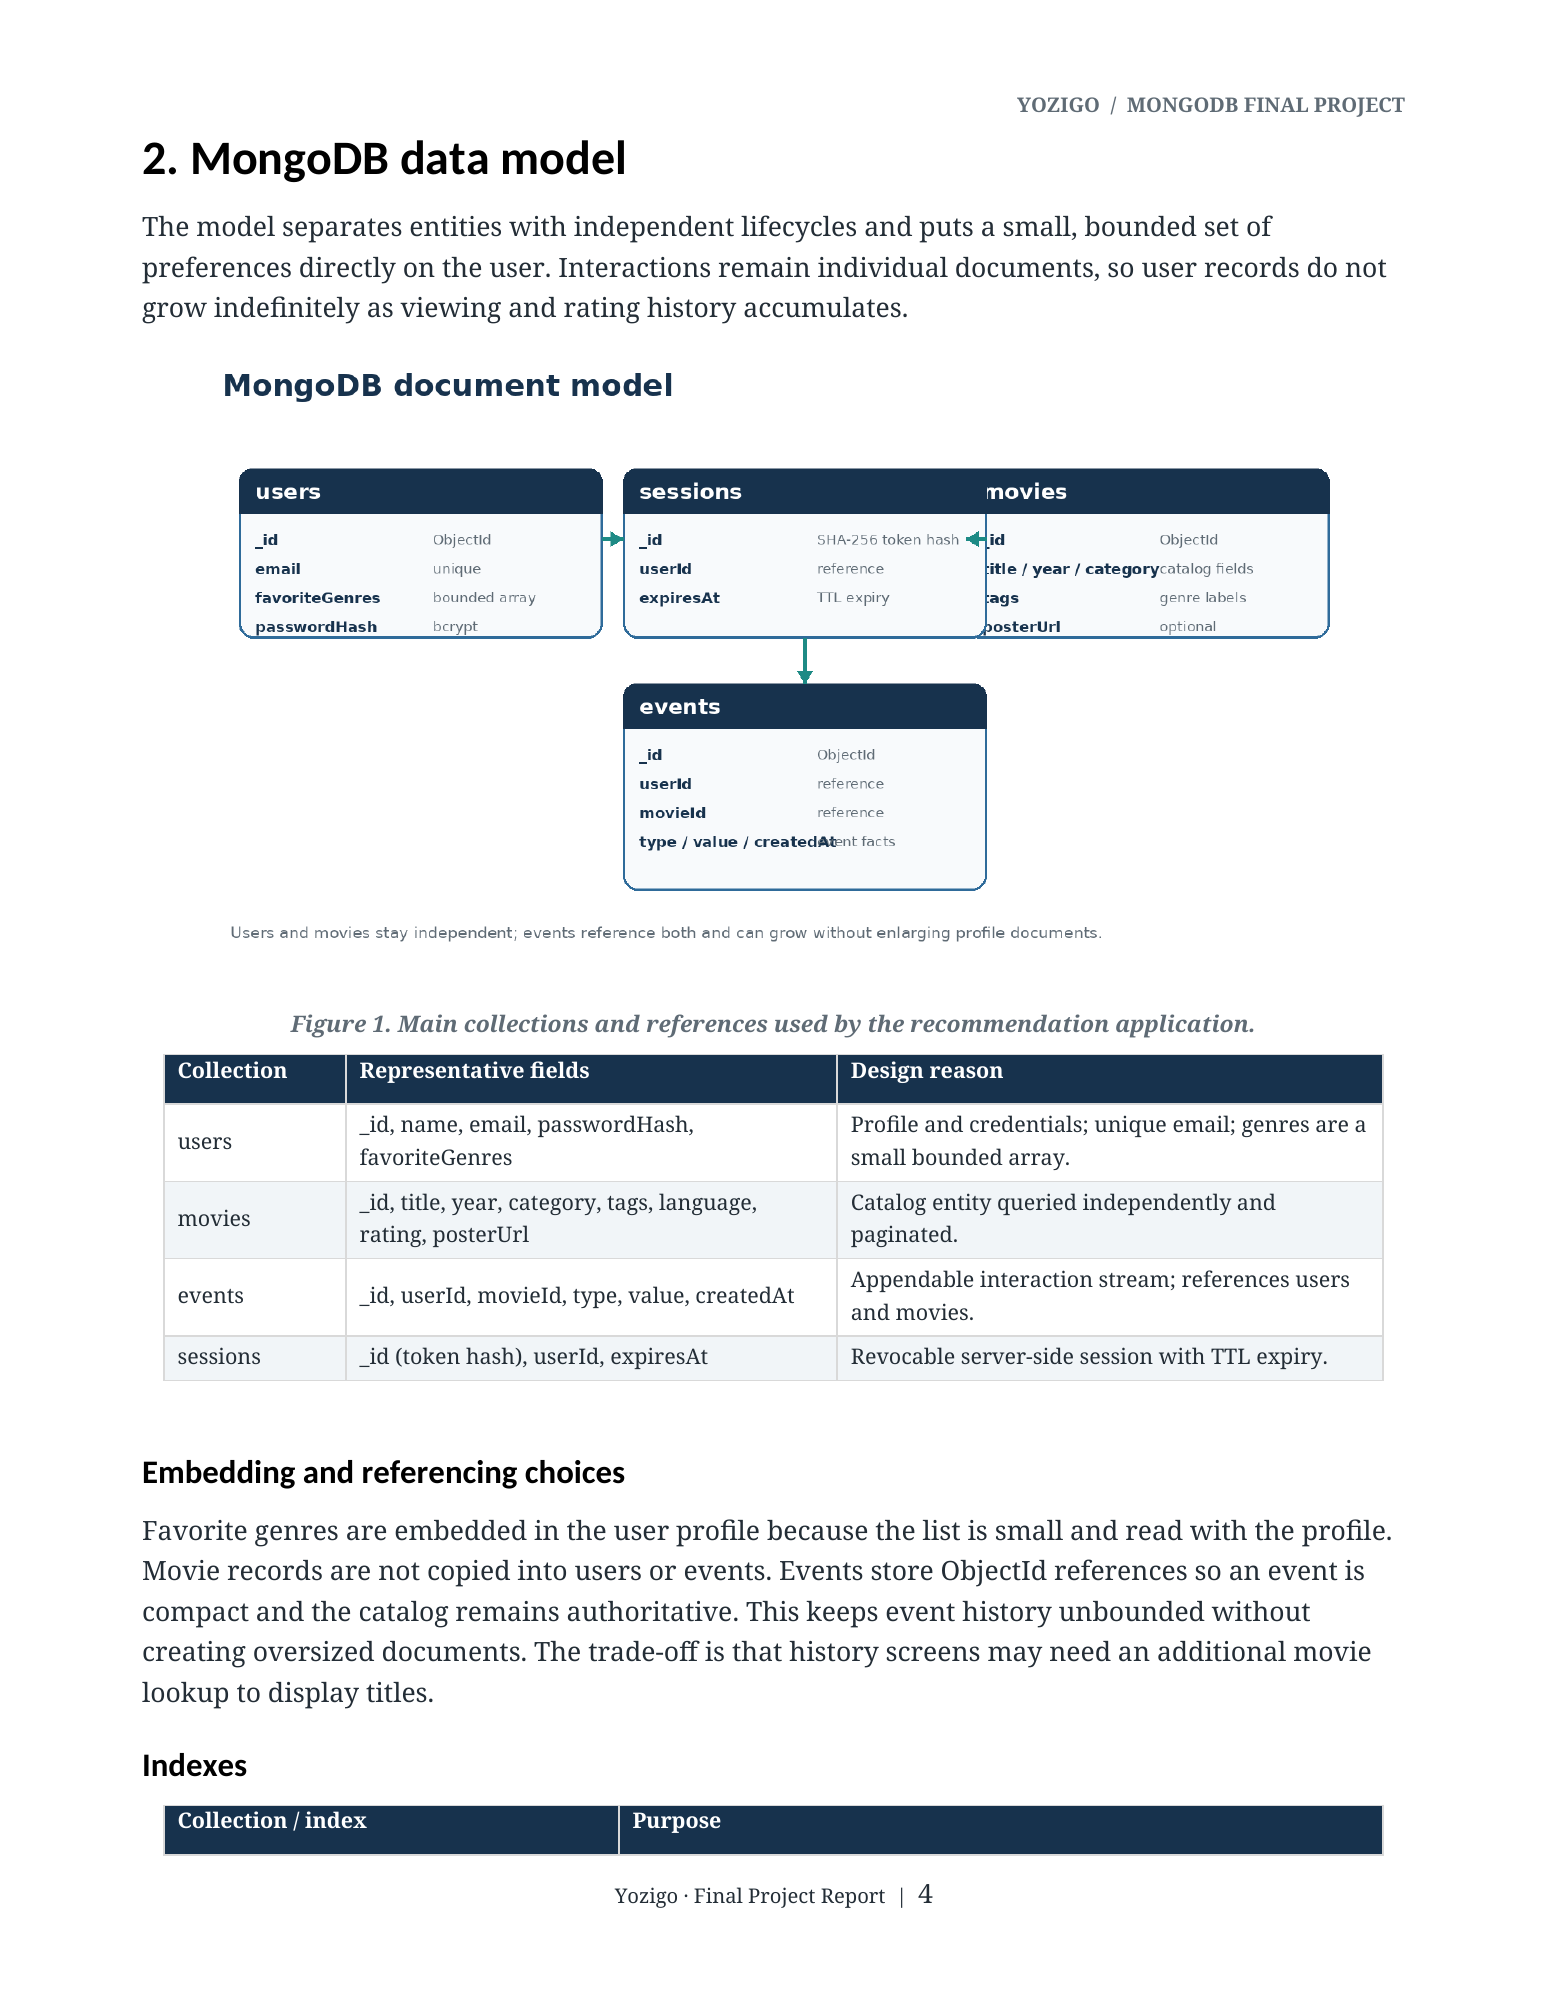 YOZIGO / MONGODB FINAL PROJECT
2. MongoDB data model
The model separates entities with independent lifecycles and puts a small, bounded set of
preferences directly on the user. Interactions remain individual documents, so user records do not
grow indefinitely as viewing and rating history accumulates.
MongoDB document model
users
_id ObjectId
email unique
favoriteGenres bounded array
passwordHash bcrypt
sessions
_id SHA-256 token hash
userId reference
expiresAt TTL expiry
movies
_id ObjectId
title / year / category catalog fields
tags genre labels
posterUrl optional
events
_id ObjectId
userId reference
movieId reference
type / value / createdAt event facts
Users and movies stay independent; events reference both and can grow without enlarging profile documents.
Figure 1. Main collections and references used by the recommendation application.
Collection Representative fields Design reason
users
_id, name, email, passwordHash,
favoriteGenres
Profile and credentials; unique email; genres are a
small bounded array.
movies
_id, title, year, category, tags, language,
rating, posterUrl
Catalog entity queried independently and
paginated.
events
_id, userId, movieId, type, value, createdAt
Appendable interaction stream; references users
and movies.
sessions _id (token hash), userId, expiresAt Revocable server-side session with TTL expiry.
Embedding and referencing choices
Favorite genres are embedded in the user profile because the list is small and read with the profile.
Movie records are not copied into users or events. Events store ObjectId references so an event is
compact and the catalog remains authoritative. This keeps event history unbounded without
creating oversized documents. The trade-off is that history screens may need an additional movie
lookup to display titles.
Indexes
Collection / index Purpose
Yozigo · Final Project Report | 4